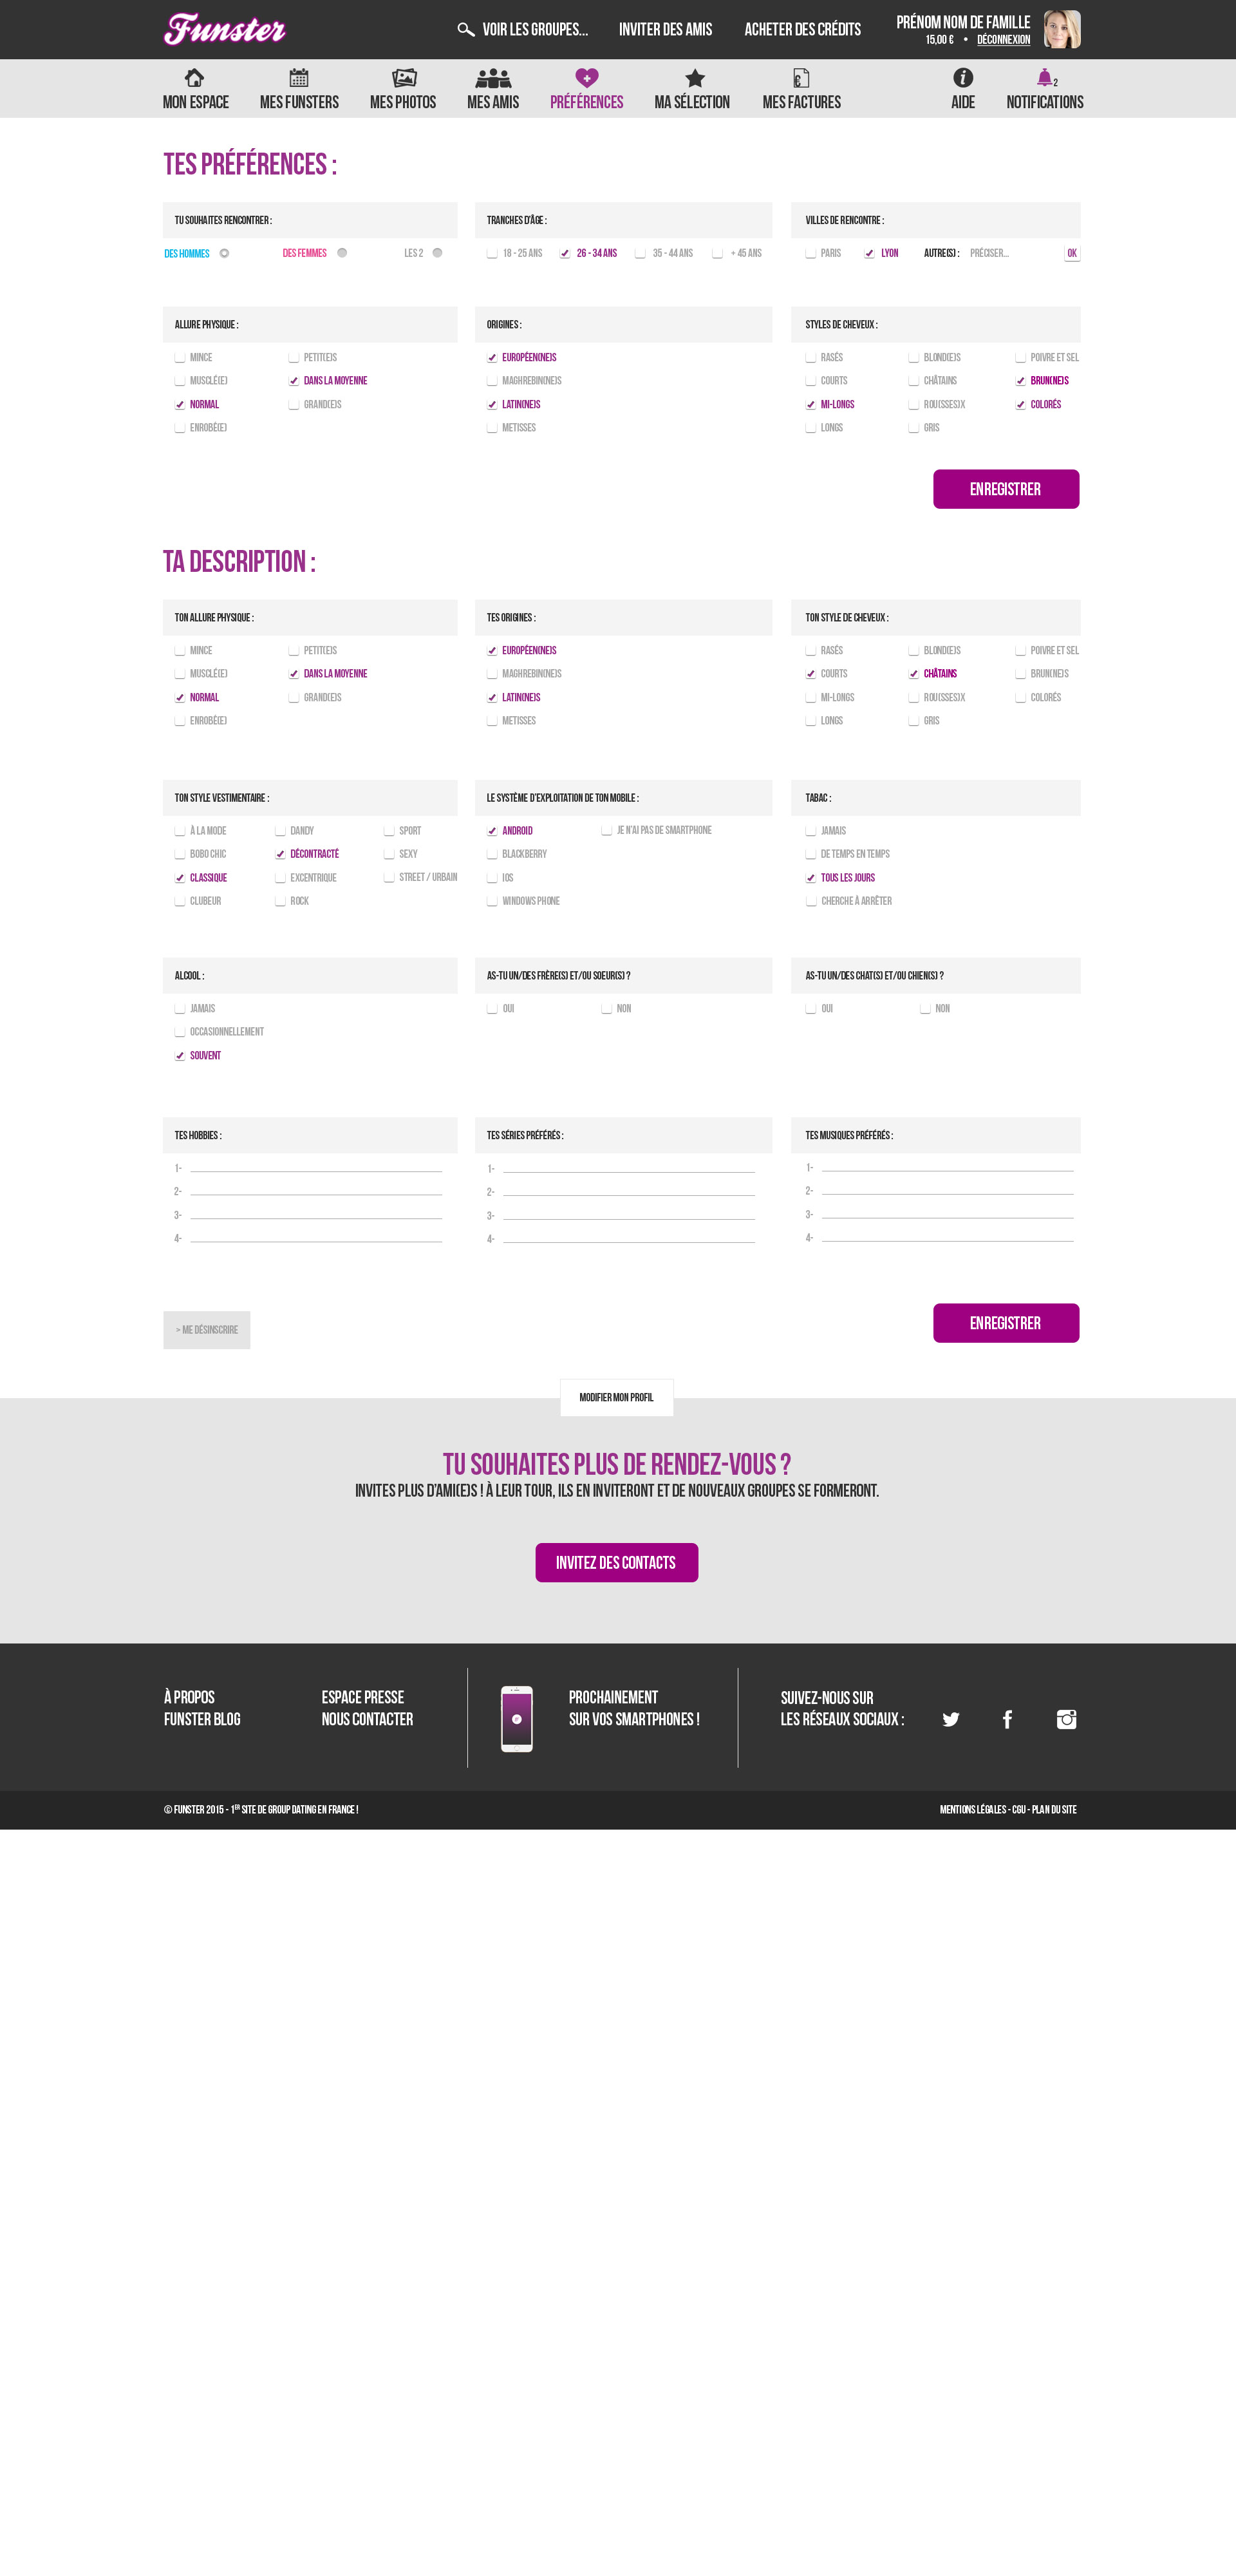 Funster
VOIR LES GROUPES...
INVITER DES AMIS
ACHETER DES CRÉDITS
PRÉNOM NOM DE FAMILLE
15,00 € • DÉCONNEXION
MON ESPACE
MES FUNSTERS
MES PHOTOS
MES AMIS
PRÉFÉRENCES
MA SÉLECTION
€
MES FACTURES
AIDE
2
NOTIFICATIONS
TES PRÉFÉRENCES :
TU SOUHAITES RENCONTRER :
DES HOMMES
DES FEMMES
LES 2
TRANCHES D'ÂGE :
18 - 25 ANS
26 - 34 ANS
35 - 44 ANS
+ 45 ANS
VILLES DE RENCONTRE :
PARIS
LYON
AUTRE(S) :
PRÉCISER...
OK
ALLURE PHYSIQUE :
MINCE
MUSCLÉ(E)
NORMAL
ENROBÉ(E)
PETIT(E)S
DANS LA MOYENNE
GRAND(E)S
ORIGINES :
EUROPÉEN(NE)S
MAGHREBIN(NE)S
LATIN(NE)S
METISSES
STYLES DE CHEVEUX :
RASÉS
COURTS
MI-LONGS
LONGS
BLOND(E)S
CHÂTAINS
ROU(SSES)X
GRIS
POIVRE ET SEL
BRUN(NE)S
COLORÉS
ENREGISTRER
TA DESCRIPTION :
TON ALLURE PHYSIQUE :
MINCE
MUSCLÉ(E)
NORMAL
ENROBÉ(E)
PETIT(E)S
DANS LA MOYENNE
GRAND(E)S
TES ORIGINES :
EUROPÉEN(NE)S
MAGHREBIN(NE)S
LATIN(NE)S
METISSES
TON STYLE DE CHEVEUX :
RASÉS
COURTS
MI-LONGS
LONGS
BLOND(E)S
CHÂTAINS
ROU(SSES)X
GRIS
POIVRE ET SEL
BRUN(NE)S
COLORÉS
TON STYLE VESTIMENTAIRE :
À LA MODE
BOBO CHIC
CLASSIQUE
CLUBEUR
DANDY
DÉCONTRACTÉ
EXCENTRIQUE
ROCK
SPORT
SEXY
STREET / URBAIN
LE SYSTÈME D'EXPLOITATION DE TON MOBILE :
ANDROID
BLACKBERRY
IOS
WINDOWS PHONE
JE N'AI PAS DE SMARTPHONE
TABAC :
JAMAIS
DE TEMPS EN TEMPS
TOUS LES JOURS
CHERCHE À ARRÊTER
ALCOOL :
JAMAIS
OCCASIONNELLEMENT
SOUVENT
AS-TU UN/DES FRÈRE(S) ET/OU SOEUR(S) ?
OUI
NON
AS-TU UN/DES CHAT(S) ET/OU CHIEN(S) ?
OUI
NON
TES HOBBIES :
1-
2-
3-
4-
TES SÉRIES PRÉFÉRÉS :
1-
2-
3-
4-
TES MUSIQUES PRÉFÉRÉS :
1-
2-
3-
4-
> ME DÉSINSCRIRE
ENREGISTRER
MODIFIER MON PROFIL
TU SOUHAITES PLUS DE RENDEZ-VOUS ?
INVITES PLUS D'AMI(E)S ! À LEUR TOUR, ILS EN INVITERONT ET DE NOUVEAUX GROUPES SE FORMERONT.
INVITEZ DES CONTACTS
À PROPOS
FUNSTER BLOG
ESPACE PRESSE
NOUS CONTACTER
PROCHAINEMENT
SUR VOS SMARTPHONES !
SUIVEZ-NOUS SUR
LES RÉSEAUX SOCIAUX :
© FUNSTER 2015 - 1ER SITE DE GROUP DATING EN FRANCE !
MENTIONS LÉGALES - CGU - PLAN DU SITE